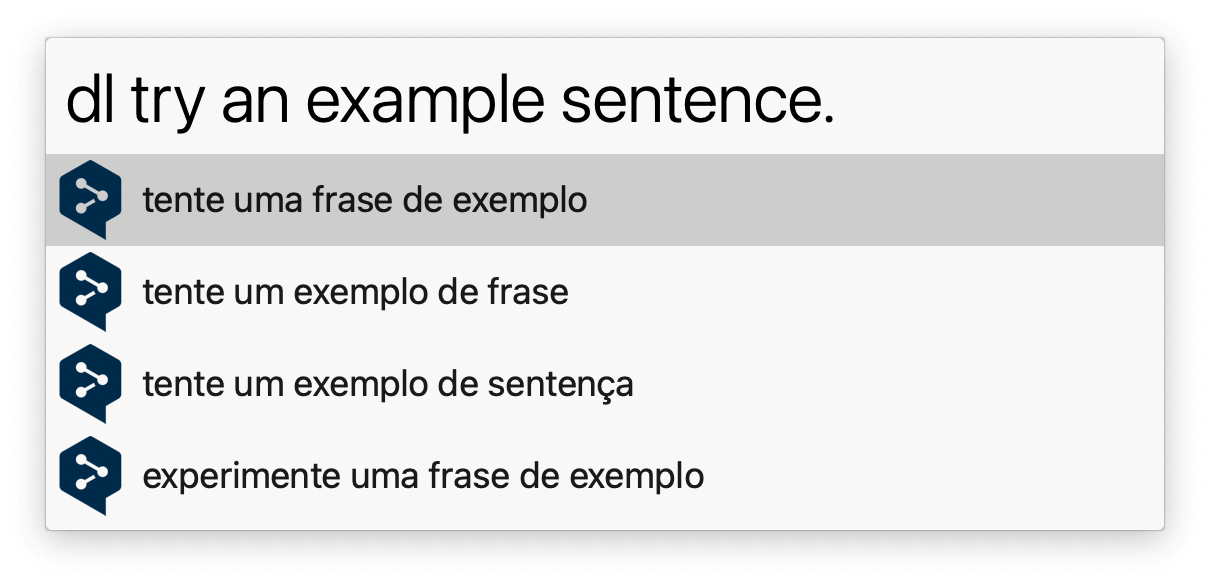 dl try an example sentence.
tente uma frase de exemplo
tente um exemplo de frase
tente um exemplo de sentença
experimente uma frase de exemplo